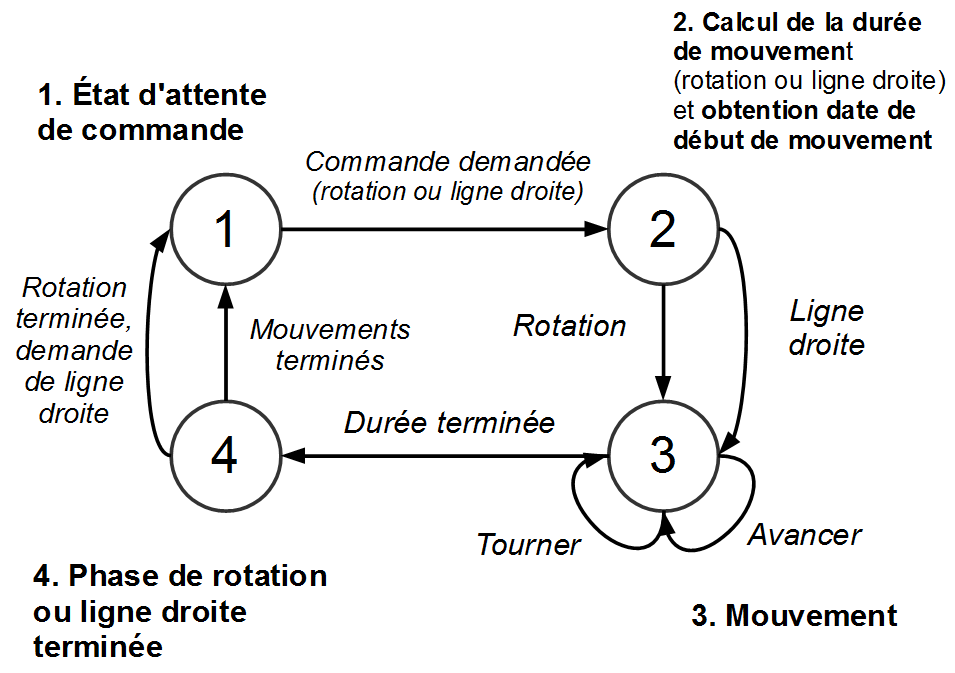 2. Calcul de la durée
de mouvement
(rotation ou ligne droite)
et obtention date de
début de mouvement
1. État d'attente
de commande
Commande demandée
(rotation ou ligne droite)
1
2
Rotation
terminée,
demande
de ligne
droite
Mouvements
terminés
Rotation
Ligne
droite
Durée terminée
4
3
Tourner
Avancer
4. Phase de rotation
ou ligne droite
terminée
3. Mouvement